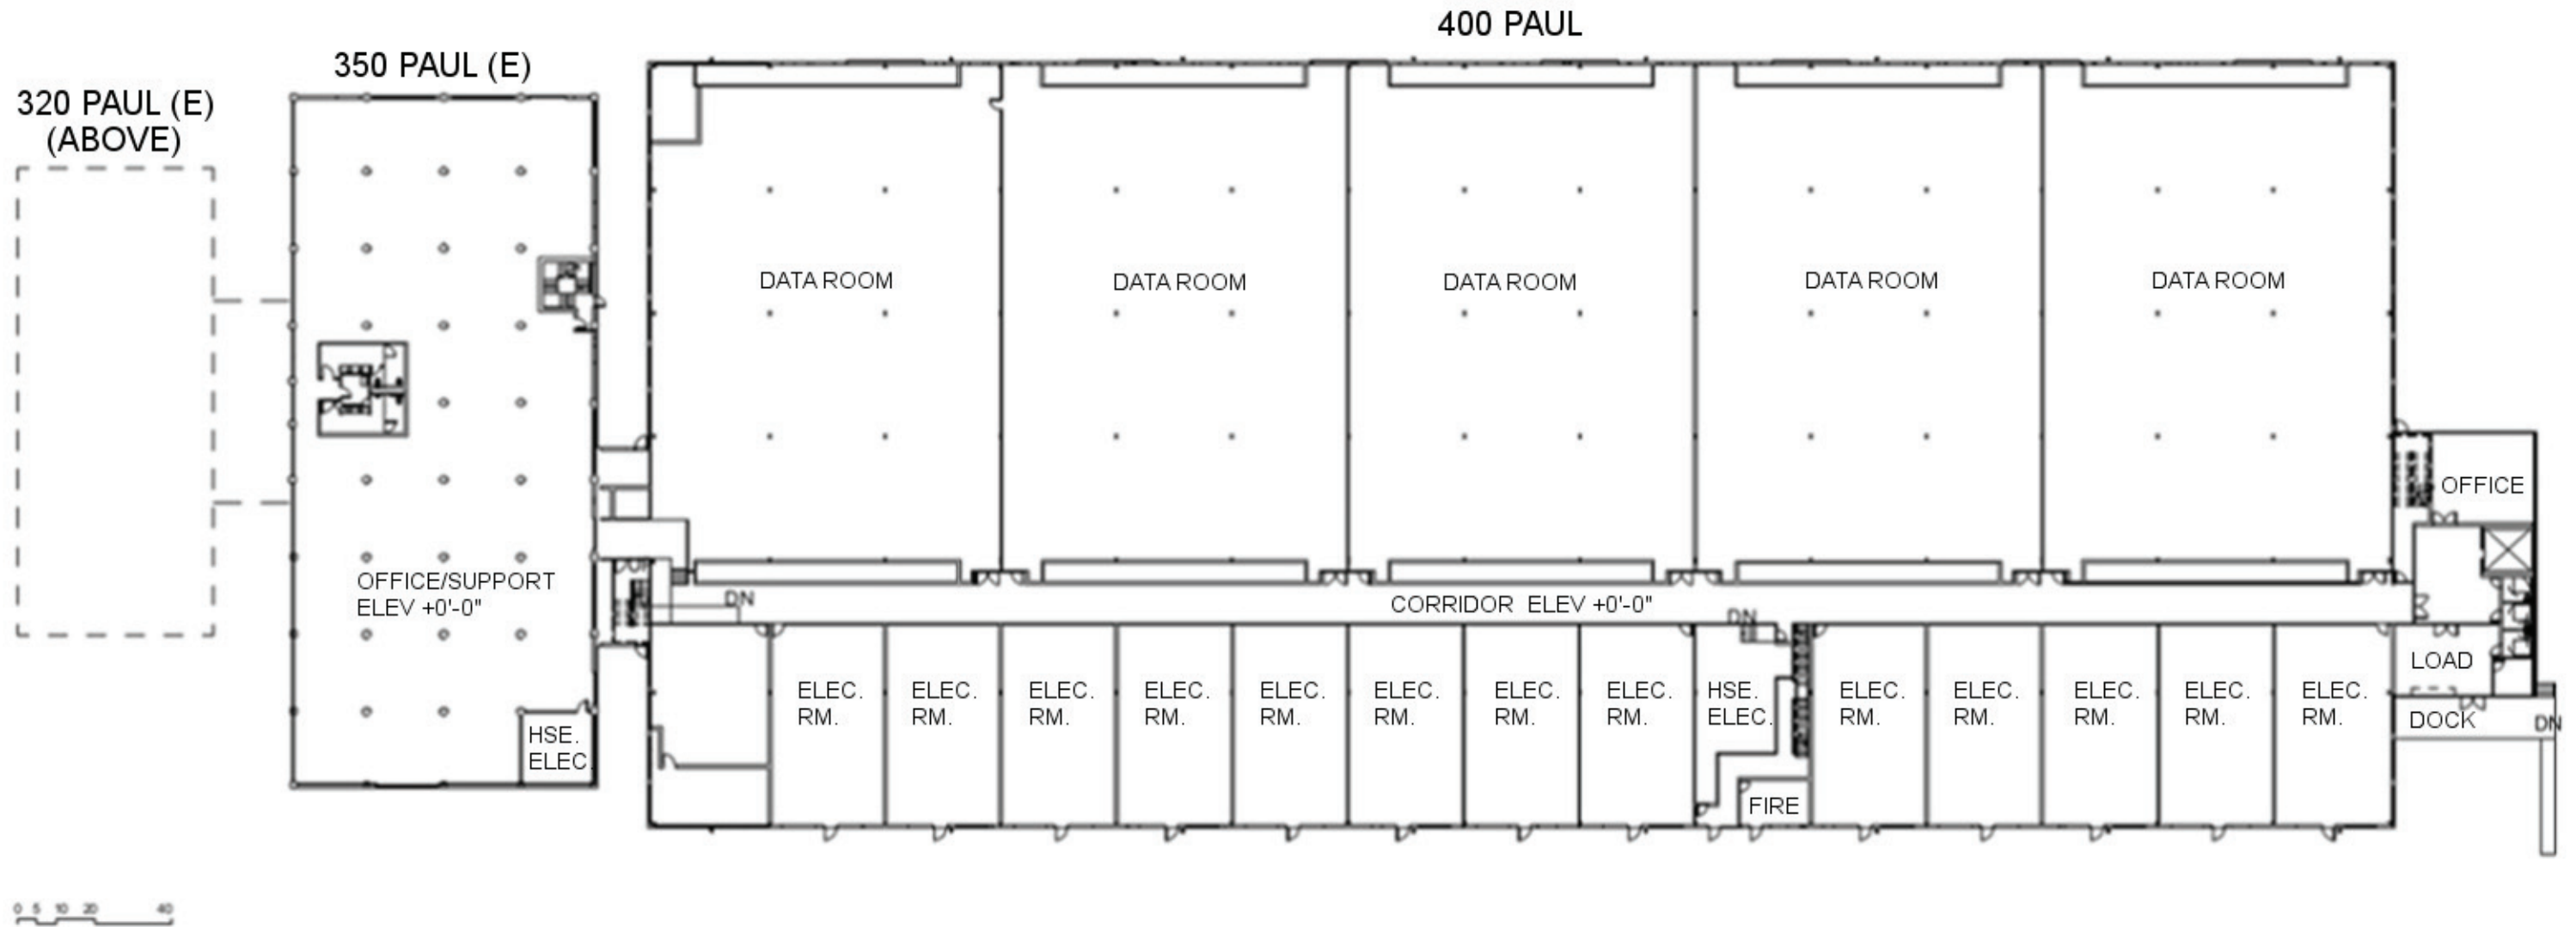 400 PAUL
350 PAUL (E)
320 PAUL (E)
(ABOVE)
DATA ROOM
DATA ROOM
DATA ROOM
DATA ROOM
DATA ROOM
OFFICE
OFFICE/SUPPORT
ELEV +0'-0"
DN
CORRIDOR ELEV +0'-0"
DN
LOAD
ELEC.
RM.
ELEC.
RM.
ELEC.
RM.
ELEC.
RM.
ELEC.
RM.
ELEC.
RM.
ELEC.
RM.
ELEC.
RM.
HSE.
ELEC.
ELEC.
RM.
ELEC.
RM.
ELEC.
RM.
ELEC.
RM.
ELEC.
RM.
DOCK
DN
HSE.
ELEC
FIRE
0 5 10 20 40